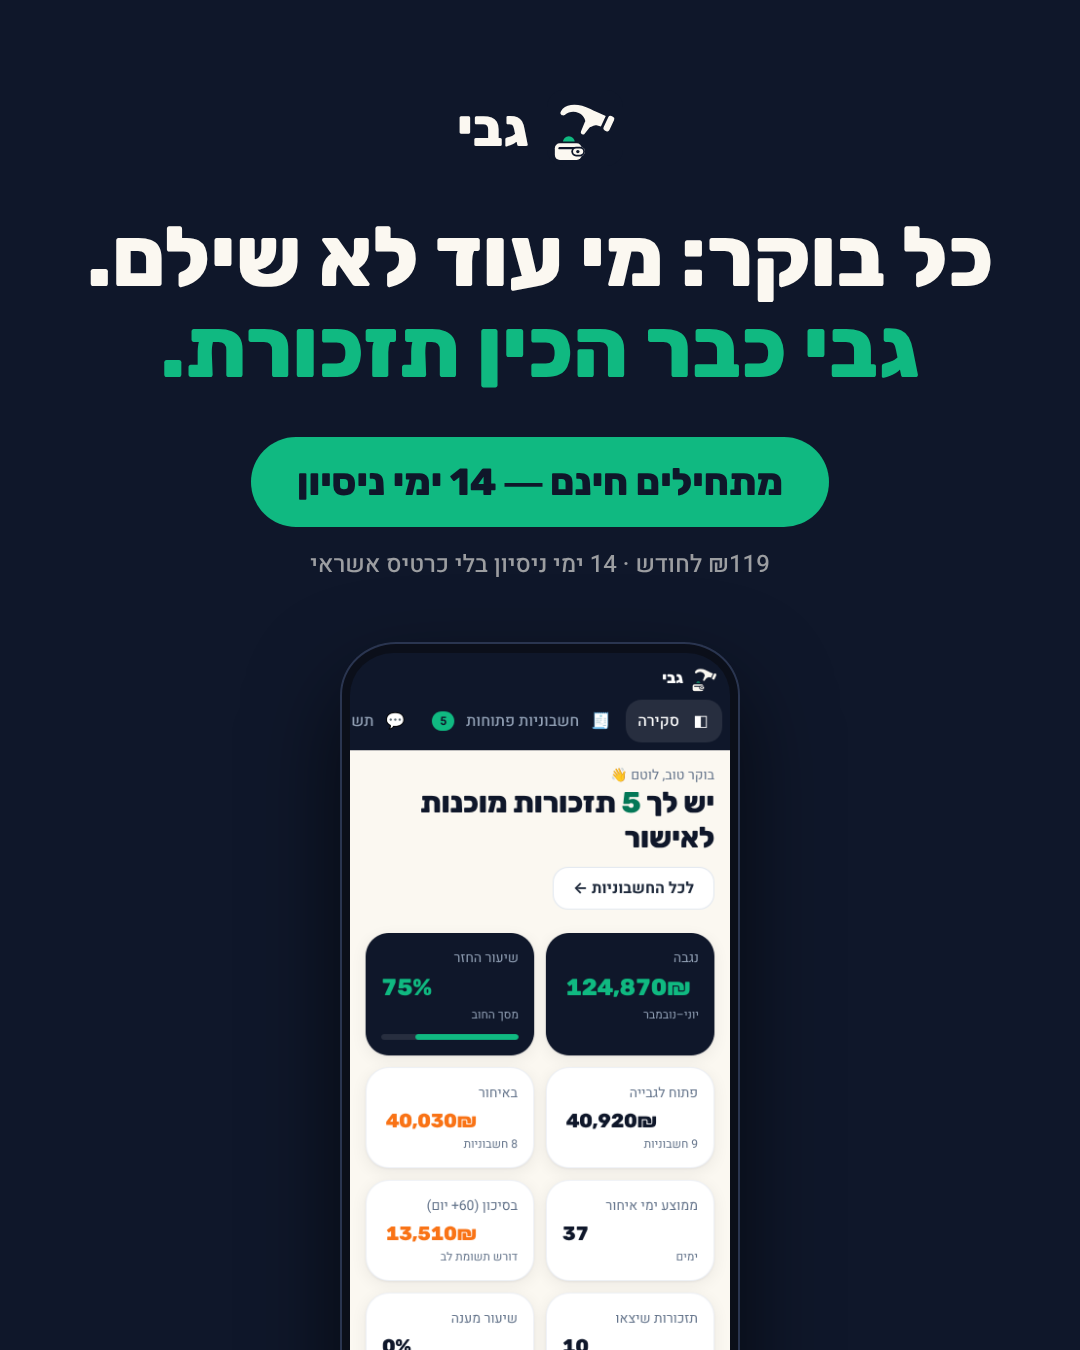 גבי
כל בוקר: מי עוד לא שילם.
גבי כבר הכין תזכורת.
מתחילים חינם — 14 ימי ניסיון
₪119 לחודש · 14 ימי ניסיון בלי כרטיס אשראי
גבי
סקירה
חשבוניות פתוחות 5
תש
בוקר טוב, לוטם 👋
יש לך 5 תזכורות מוכנות
לאישור
לכל החשבוניות ←
נגבה
₪124,870
יוני–נובמבר
שיעור החזר
75%
מסך החוב
פתוח לגבייה
₪40,920
9 חשבוניות
באיחור
₪40,030
8 חשבוניות
ממוצע ימי איחור
37
ימים
בסיכון (60+ יום)
₪13,510
דורש תשומת לב
תזכורות שיצאו
10
שיעור מענה
0%